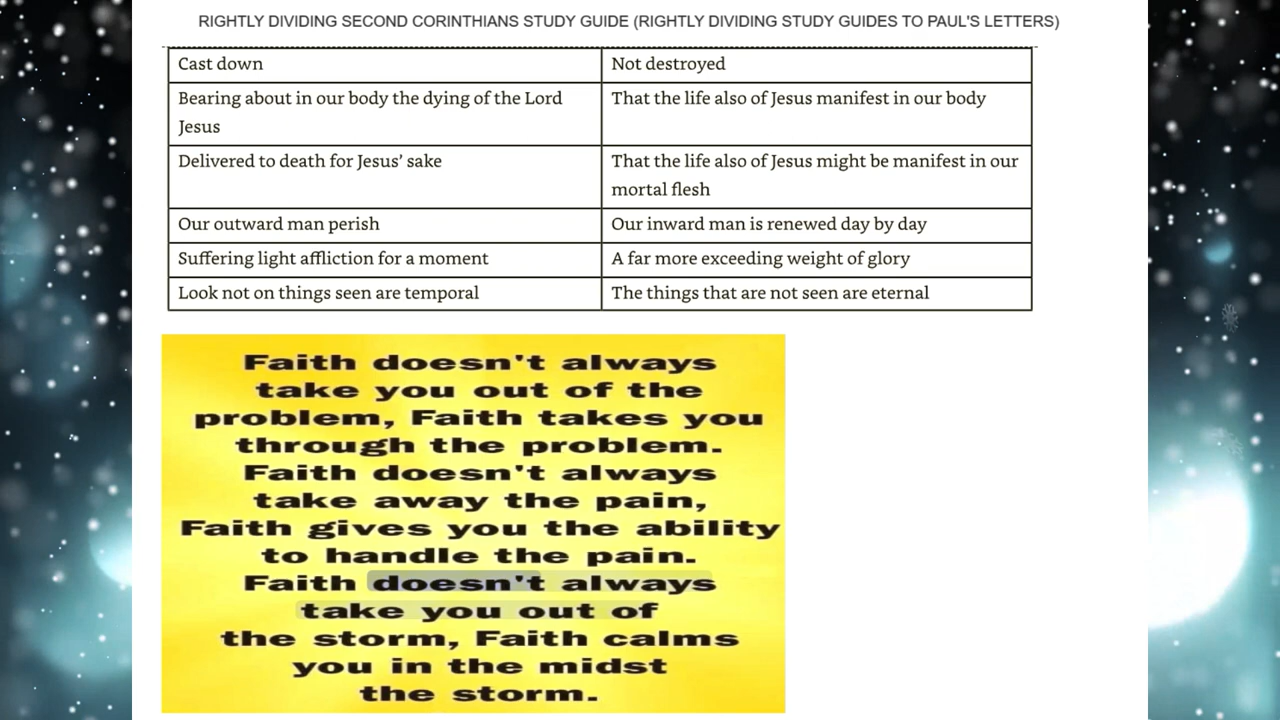 RIGHTLY DIVIDING SECOND CORINTHIANS STUDY GUIDE (RIGHTLY DIVIDING STUDY GUIDES TO PAUL'S LETTERS)
Cast down
Not destroyed
Bearing about in our body the dying of the Lord
Jesus
That the life also of Jesus manifest in our body
Delivered to death for Jesus’ sake
That the life also of Jesus might be manifest in our
mortal flesh
Our outward man perish
Our inward man is renewed day by day
Suffering light affliction for a moment
A far more exceeding weight of glory
Look not on things seen are temporal
The things that are not seen are eternal
Faith doesn't always
take you out of the
problem, Faith takes you
through the problem.
Faith doesn't always
take away the pain,
Faith gives you the ability
to handle the pain.
Faith doesn't always
take you out of
the storm, Faith calms
you in the midst
the storm.